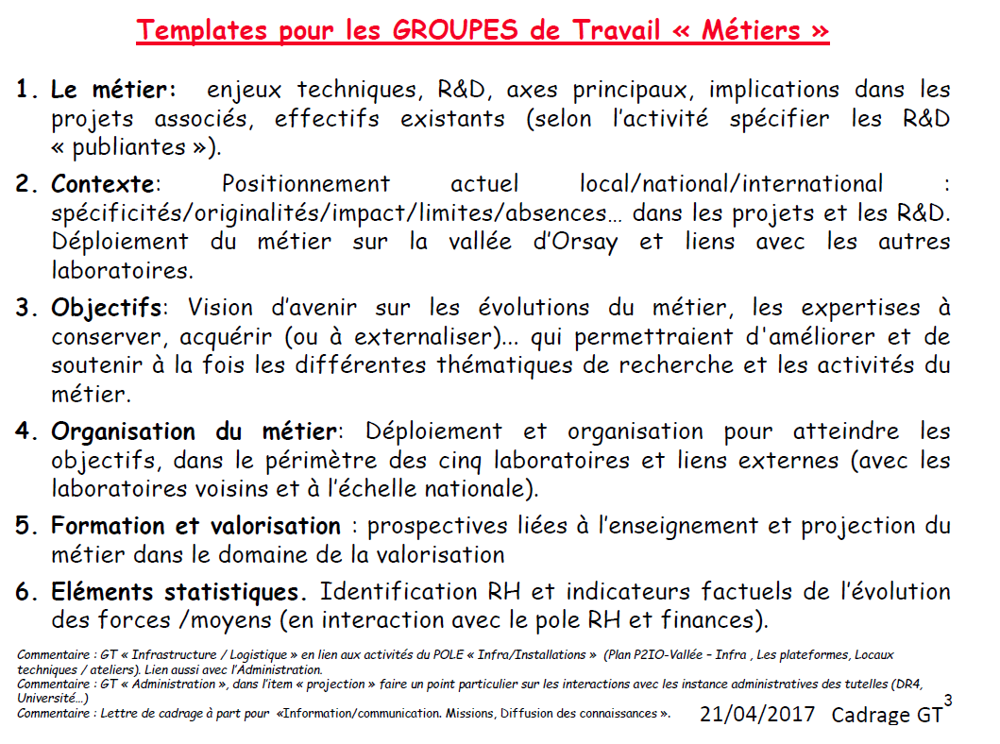 Templates pour les GROUPES de Travail « Métiers »
1. Le métier: enjeux techniques, R&D, axes principaux, implications dans les
projets associés, effectifs existants (selon l’activité spécifier les R&D
« publiantes »).
2. Contexte: Positionnement actuel local/national/international :
spécificités/originalités/impact/limites/absences… dans les projets et les R&D.
Déploiement du métier sur la vallée d’Orsay et liens avec les autres
laboratoires.
3. Objectifs: Vision d’avenir sur les évolutions du métier, les expertises à
conserver, acquérir (ou à externaliser)... qui permettraient d'améliorer et de
soutenir à la fois les différentes thématiques de recherche et les activités du
métier.
4. Organisation du métier: Déploiement et organisation pour atteindre les
objectifs, dans le périmètre des cinq laboratoires et liens externes (avec les
laboratoires voisins et à l’échelle nationale).
5. Formation et valorisation : prospectives liées à l’enseignement et projection du
métier dans le domaine de la valorisation
6. Eléments statistiques. Identification RH et indicateurs factuels de l’évolution
des forces /moyens (en interaction avec le pole RH et finances).
Commentaire : GT « Infrastructure / Logistique » en lien aux activités du POLE « Infra/Installations » (Plan P2IO-Vallée – Infra , Les plateformes, Locaux
techniques / ateliers). Lien aussi avec l’Administration.
Commentaire : GT « Administration », dans l’item « projection » faire un point particulier sur les interactions avec les instance administratives des tutelles (DR4,
Université…)
Commentaire : Lettre de cadrage à part pour «Information/communication. Missions, Diffusion des connaissances ».
21/04/2017 Cadrage GT
3